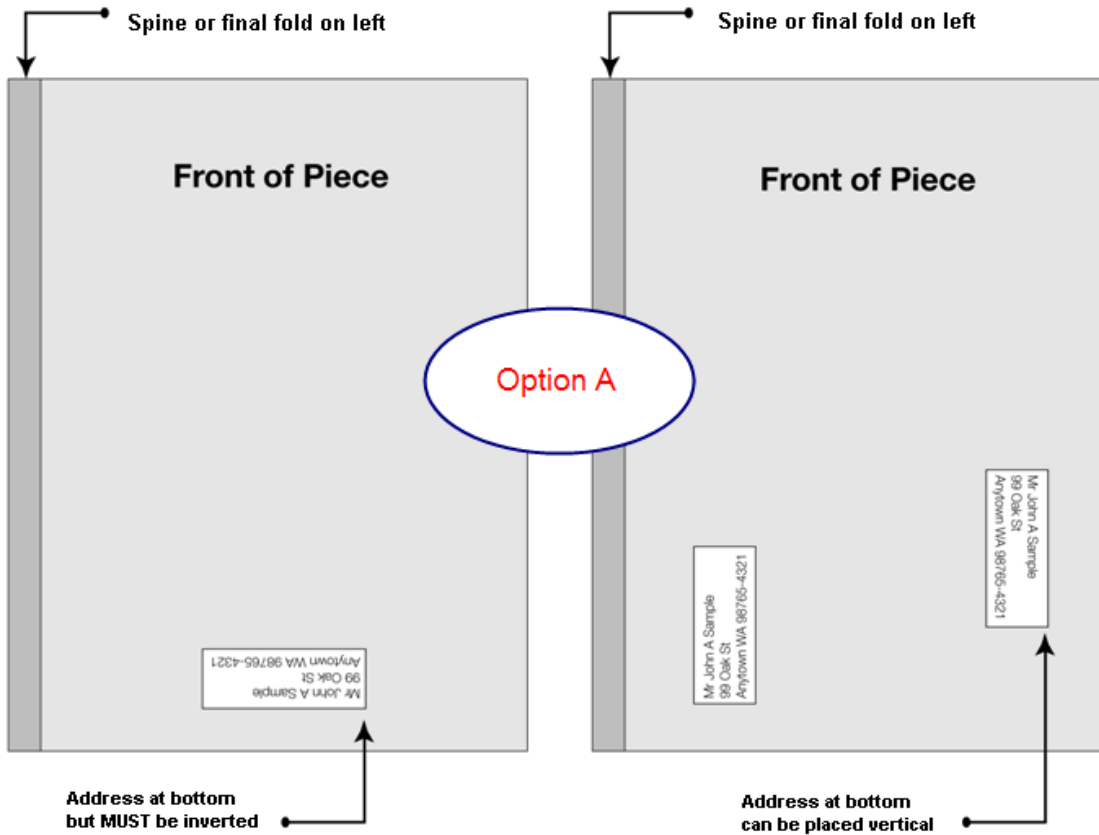 Spine or final fold on left
Spine or final fold on left
Front of Piece
Front of Piece
Option A
Mr John A Sample
99 Oak St
Anytown WA 98765-4321
Mr John A Sample
99 Oak St
Anytown WA 98765-4321
Mr John A Sample
99 Oak St
Anytown WA 98765-4321
Address at bottom
but MUST be inverted
Address at bottom
can be placed vertical